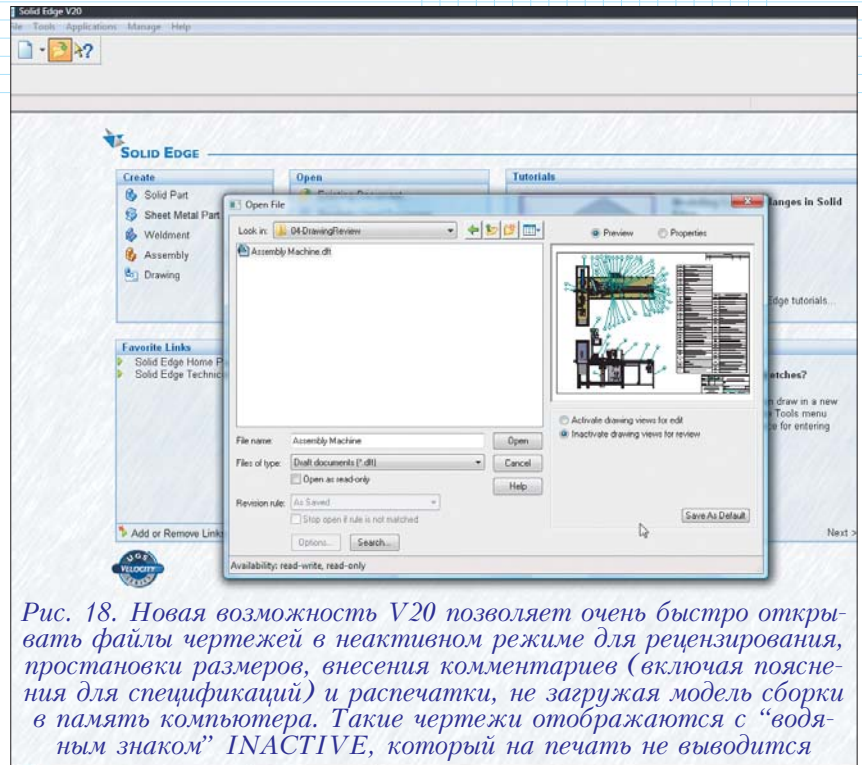 Solid Edge V20
File Tools Applications Manage Help
SOLID EDGE
Create
Open
Tutorials
Solid Part
Sheet Metal Part
Weldment
Assembly
Drawing
Favorite Links
Solid Edge Home P
Solid Edge Technic
Add or Remove Link
UGS
VELOCITY
SERIES
Open File
Look in: 04-DrawingReview
Preview Properties
Assembly Machine.dft
Activate drawing views for edit
Inactivate drawing views for review
File name: Assembly Machine Open
Files of type: Draft documents (*.dft) Cancel
Open as read-only
Help
Revision rule: As Saved
Stop open if rule is not matched
Save As Default
Options... Search...
Availability: read-write, read-only
langes in Solid
Edge tutorials...
etches?
n draw in a new
Tools menu
ce for entering
Next >
Рис. 18. Новая возможность V20 позволяет очень быстро откры-
вать файлы чертежей в неактивном режиме для рецензирования,
простановки размеров, внесения комментариев (включая поясне-
ния для спецификаций) и распечатки, не загружая модель сборки
в память компьютера. Такие чертежи отображаются с “водя-
ным знаком” INACTIVE, который на печать не выводится